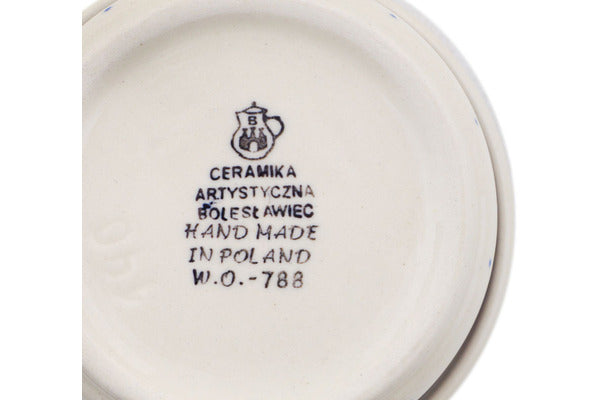 B
CERAMIKA
ARTYSTYCZNA
BOLESŁAWIEC
HAND MADE
IN POLAND
W.O.-788